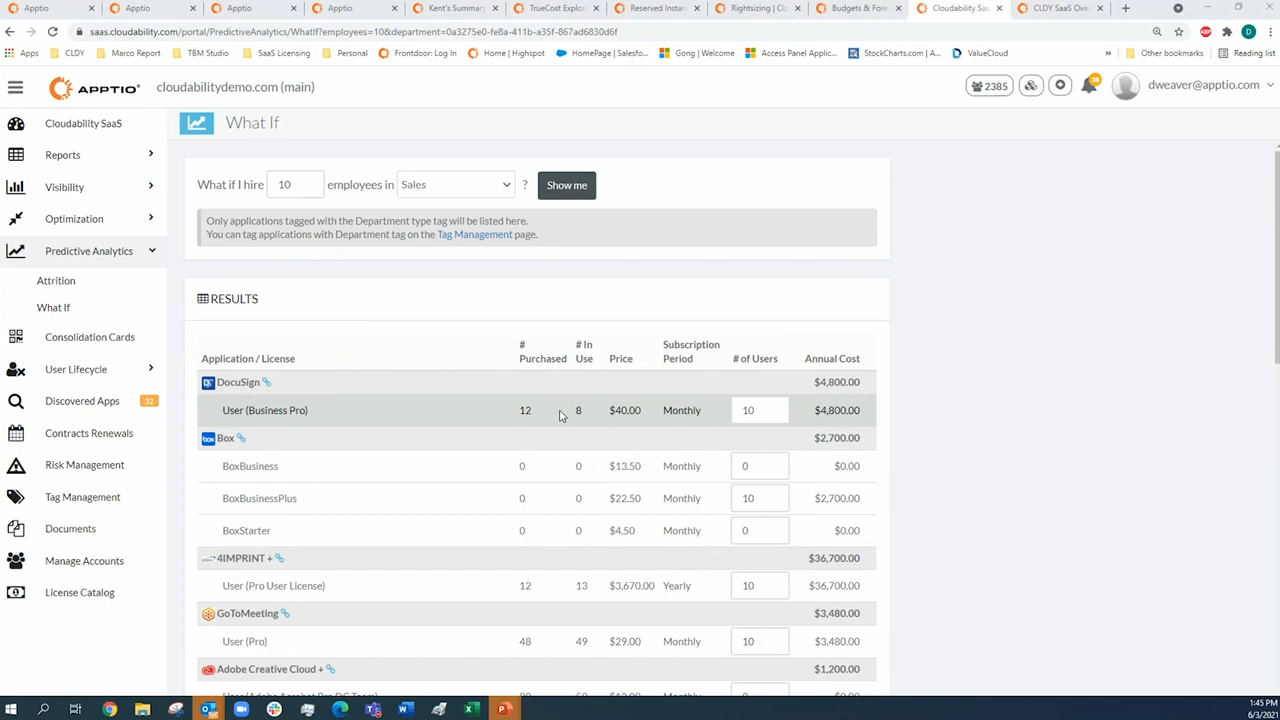 Apptio
Apptio
Apptio
Apptio
Kent's Summary
TrueCost Explor
Reserved Instan
Rightsizing | Clo
Budgets & Fore
Cloudability Saa
CLDY SaaS Ove
saas.cloudability.com/portal/PredictiveAnalytics/WhatIf?employees=10&department=0a3275e0-fe8a-411b-a35f-867ad6830d6f
Apps
CLDY
Marco Report
TBM Studio
SaaS Licensing
Personal
Frontdoor: Log In
Home | Highspot
HomePage | Salesfo...
Gong | Welcome
Access Panel Applic...
StockCharts.com | A...
ValueCloud
»
Other bookmarks
Reading list
APPTIO
cloudabilitydemo.com (main)
2385
38
dweaver@apptio.com
Cloudability SaaS
Reports
Visibility
Optimization
Predictive Analytics
Attrition
What If
Consolidation Cards
User Lifecycle
Discovered Apps 32
Contracts Renewals
Risk Management
Tag Management
Documents
Manage Accounts
License Catalog
What If
What if I hire 10 employees in Sales ? Show me
Only applications tagged with the Department type tag will be listed here.
You can tag applications with Department tag on the Tag Management page.
RESULTS
Application / License # Purchased # In Use Price Subscription Period # of Users Annual Cost
DocuSign $4,800.00
User (Business Pro) 12 8 $40.00 Monthly 10 $4,800.00
Box $2,700.00
BoxBusiness 0 0 $13.50 Monthly 0 $0.00
BoxBusinessPlus 0 0 $22.50 Monthly 10 $2,700.00
BoxStarter 0 0 $4.50 Monthly 0 $0.00
4IMPRINT + $36,700.00
User (Pro User License) 12 13 $3,670.00 Yearly 10 $36,700.00
GoToMeeting $3,480.00
User (Pro) 48 49 $29.00 Monthly 10 $3,480.00
Adobe Creative Cloud + $1,200.00
1:45 PM
6/3/2021